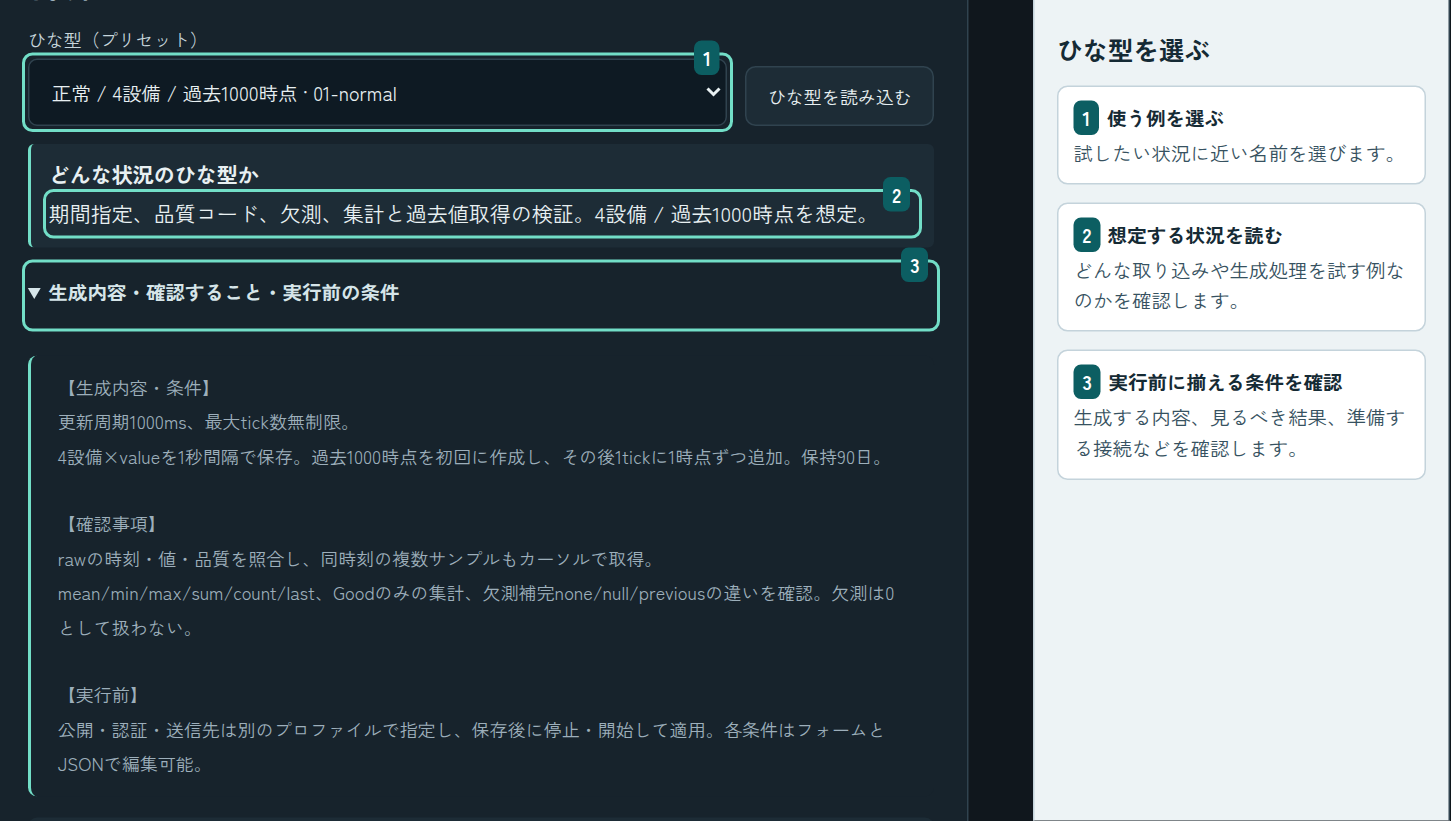 ひな型（プリセット）
1
正常 / 4設備 / 過去1000時点 · 01-normal
ひな型を読み込む
どんな状況のひな型か
2
期間指定、品質コード、欠測、集計と過去値取得の検証。4設備 / 過去1000時点を想定。
3
▼ 生成内容・確認すること・実行前の条件
【生成内容・条件】
更新周期1000ms、最大tick数無制限。
4設備×valueを1秒間隔で保存。過去1000時点を初回に作成し、その後1tickに1時点ずつ追加。保持90日。
【確認事項】
rawの時刻・値・品質を照合し、同時刻の複数サンプルもカーソルで取得。
mean/min/max/sum/count/last、Goodのみの集計、欠測補完none/null/previousの違いを確認。欠測は0
として扱わない。
【実行前】
公開・認証・送信先は別のプロファイルで指定し、保存後に停止・開始して適用。各条件はフォームと
JSONで編集可能。
ひな型を選ぶ
1 使う例を選ぶ
試したい状況に近い名前を選びます。
2 想定する状況を読む
どんな取り込みや生成処理を試す例な
のかを確認します。
3 実行前に揃える条件を確認
生成する内容、見るべき結果、準備す
る接続などを確認します。